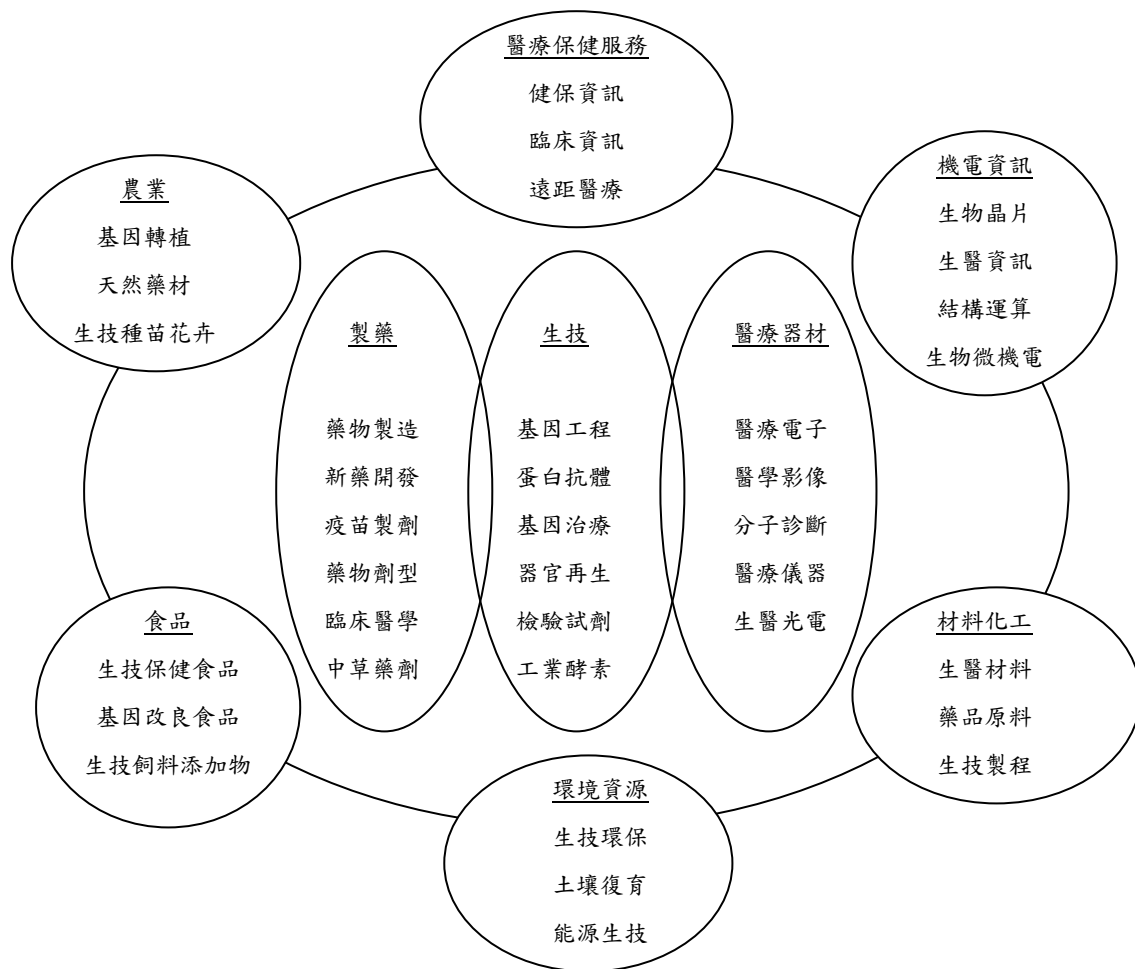 醫療保健服務
健保資訊
臨床資訊
遠距醫療
農業
基因轉植
天然藥材
生技種苗花卉
機電資訊
生物晶片
生醫資訊
結構運算
生物微機電
製藥
藥物製造
新藥開發
疫苗製劑
藥物劑型
臨床醫學
中草藥劑
生技
基因工程
蛋白抗體
基因治療
器官再生
檢驗試劑
工業酵素
醫療器材
醫療電子
醫學影像
分子診斷
醫療儀器
生醫光電
食品
生技保健食品
基因改良食品
生技飼料添加物
材料化工
生醫材料
藥品原料
生技製程
環境資源
生技環保
土壤復育
能源生技